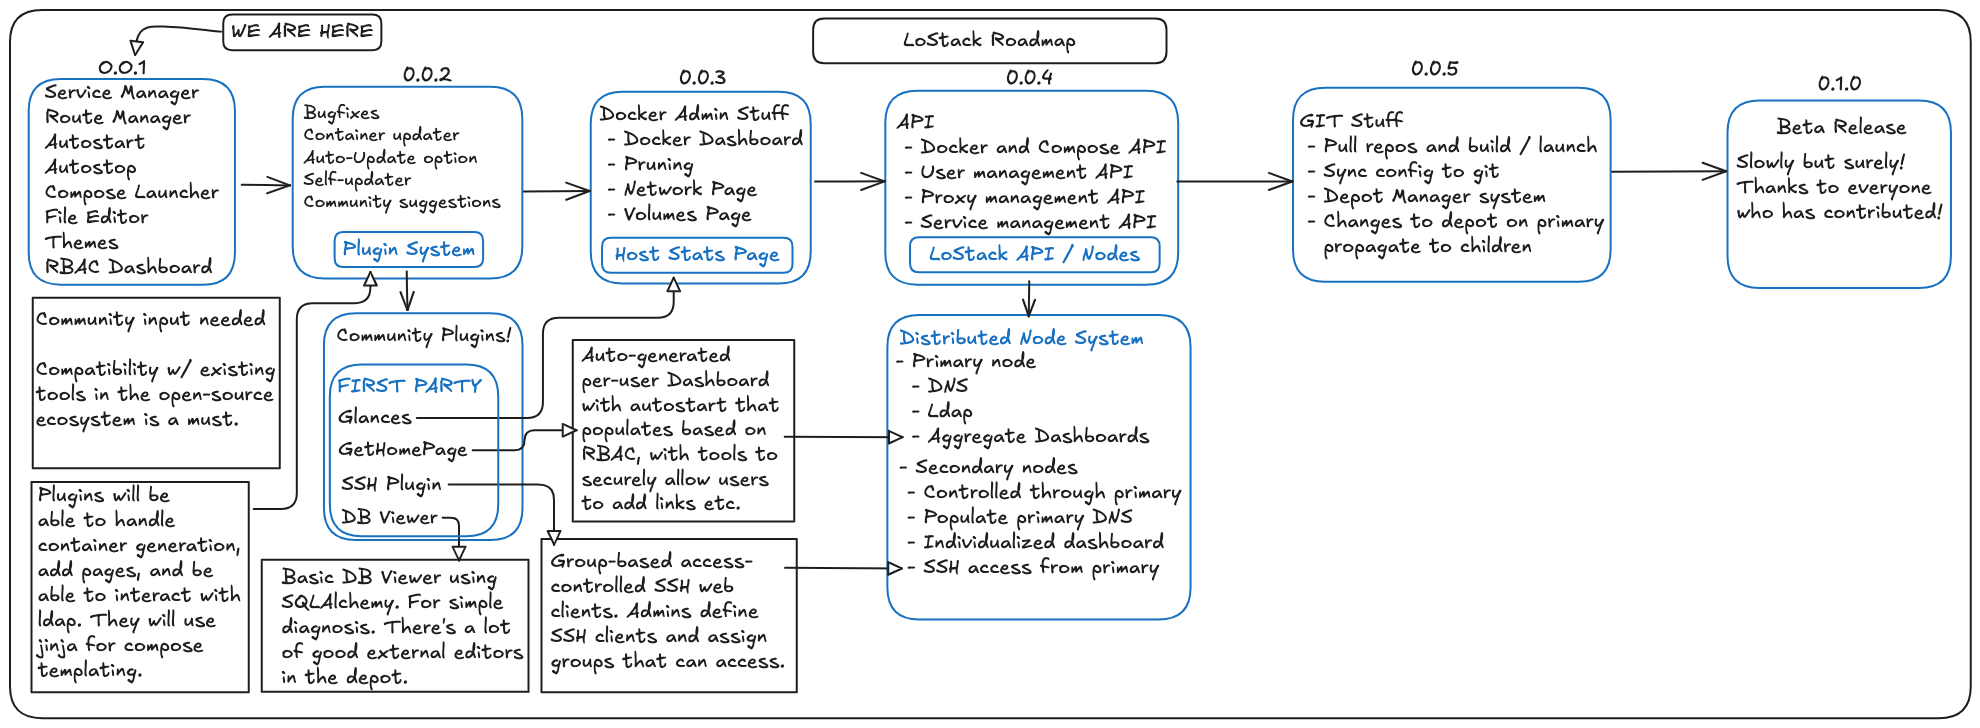 WE ARE HERE
LoStack Roadmap
0.0.1
Service Manager
Route Manager
Autostart
Autostop
Compose Launcher
File Editor
Themes
RBAC Dashboard
0.0.2
Bugfixes
Container updater
Auto-Update option
Self-updater
Community suggestions
Plugin System
0.0.3
Docker Admin Stuff
- Docker Dashboard
- Pruning
- Network Page
- Volumes Page
Host Stats Page
0.0.4
API
- Docker and Compose API
- User management API
- Proxy management API
- Service management API
LoStack API / Nodes
0.0.5
GIT Stuff
- Pull repos and build / launch
- Sync config to git
- Depot Manager system
- Changes to depot on primary
propagate to children
0.1.0
Beta Release
Slowly but surely!
Thanks to everyone
who has contributed!
Community input needed
Compatibility w/ existing
tools in the open-source
ecosystem is a must.
Plugins will be
able to handle
container generation,
add pages, and be
able to interact with
ldap. They will use
jinja for compose
templating.
Community Plugins!
FIRST PARTY
Glances
GetHomePage
SSH Plugin
DB Viewer
Basic DB Viewer using
SQLAlchemy. For simple
diagnosis. There's a lot
of good external editors
in the depot.
Auto-generated
per-user Dashboard
with autostart that
populates based on
RBAC, with tools to
securely allow users
to add links etc.
Group-based access-
controlled SSH web
clients. Admins define
SSH clients and assign
groups that can access.
Distributed Node System
- Primary node
- DNS
- Ldap
- Aggregate Dashboards
- Secondary nodes
- Controlled through primary
- Populate primary DNS
- Individualized dashboard
- SSH access from primary